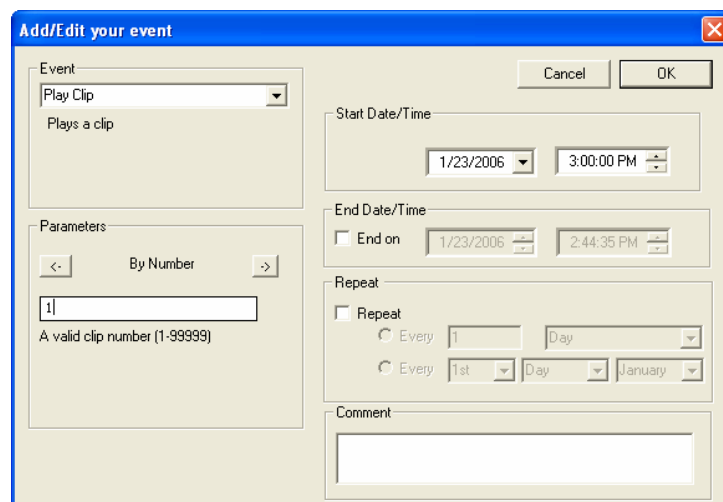 Add/Edit your event
Event
Play Clip
Plays a clip
Cancel
OK
Start Date/Time
1/23/2006
3:00:00 PM
Parameters
<-
By Number
->
1
A valid clip number (1-99999)
End Date/Time
End on
1/23/2006
2:44:35 PM
Repeat
Repeat
Every
1
Day
Every
1st
Day
January
Comment